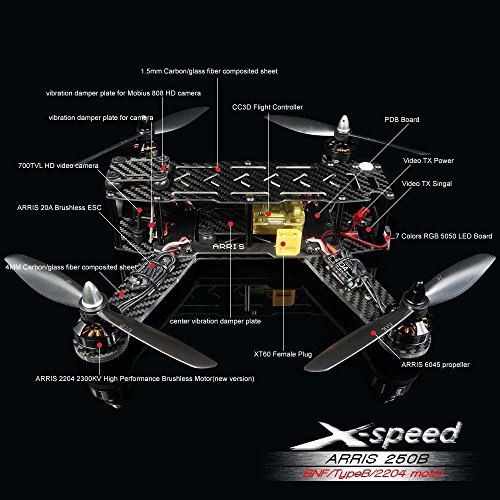 1.5mm Carbon/glass fiber composited sheet
vibration damper plate for Mobius 808 HD camera
CC3D Flight Controller
PDB Board
vibration damper plate for camera
Video TX Power
700TVL HD video camera
Video TX Singal
ARRIS 20A Brushless ESC
7 Colors RGB 5050 LED Board
ARRIS
4MM Carbon/glass fiber composited sheet
center vibration damper plate
XT60 Female Plug
ARRIS 6045 propeller
ARRIS 2204 2300KV High Performance Brushless Motor(new version)
X-speed
ARRIS 250B
BNF/TypeB/2204 motor